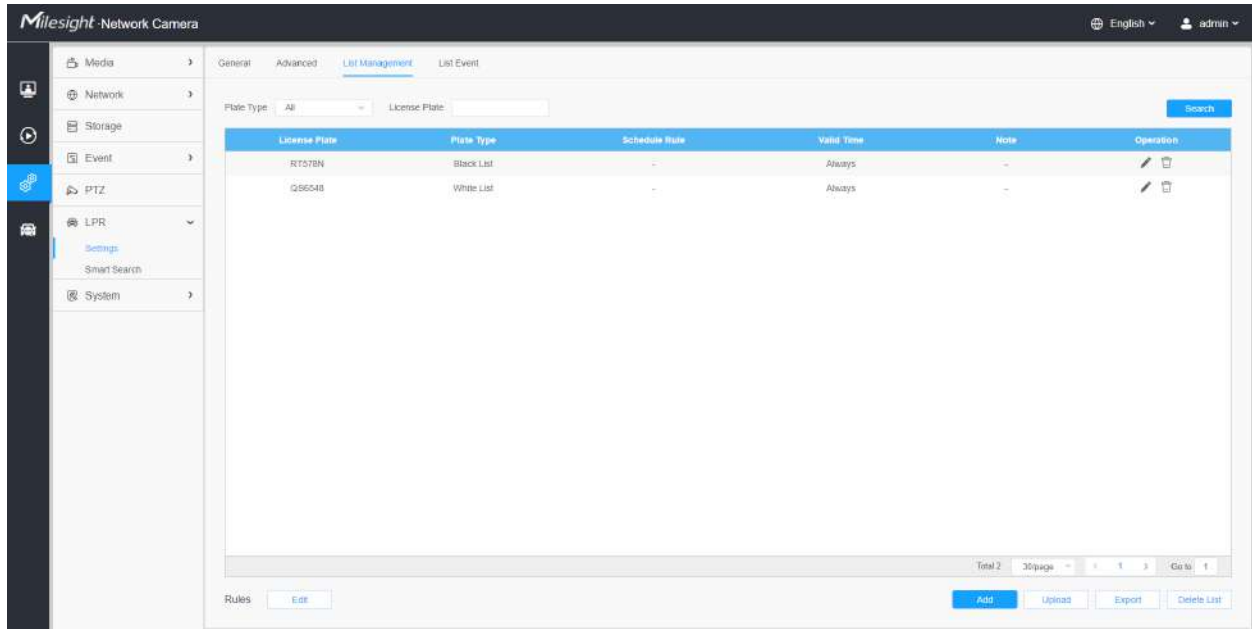 Milesight Network Camera
English
admin
Media
Network
Storage
Event
PTZ
LPR
Settings
Smart Search
System
General Advanced List Management List Event
Plate Type All License Plate Search
License Plate Plate Type Schedule Rule Valid Time Note Operation
RT578N Black List - Always -
QS6548 White List - Always -
Total 2 30/page 1 Go to 1
Rules Edit Add Upload Export Delete List